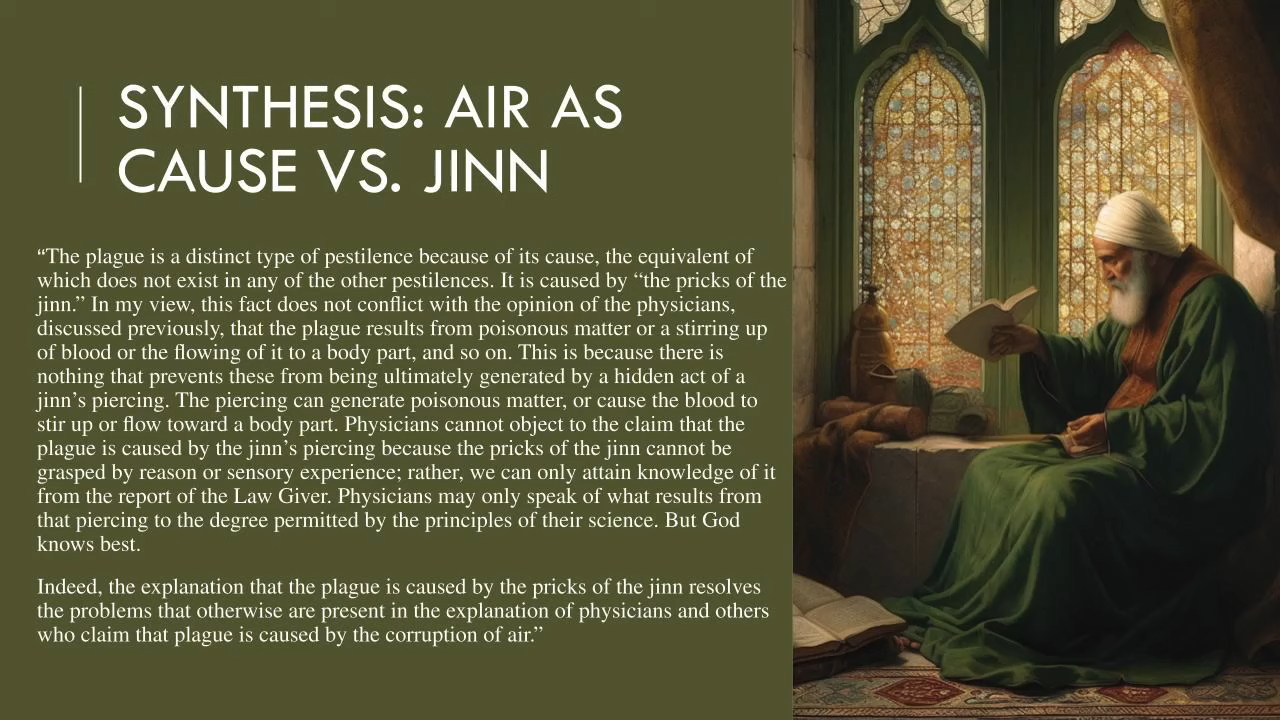 SYNTHESIS: AIR AS
CAUSE VS. JINN
“The plague is a distinct type of pestilence because of its cause, the equivalent of
which does not exist in any of the other pestilences. It is caused by “the pricks of the
jinn.” In my view, this fact does not conflict with the opinion of the physicians,
discussed previously, that the plague results from poisonous matter or a stirring up
of blood or the flowing of it to a body part, and so on. This is because there is
nothing that prevents these from being ultimately generated by a hidden act of a
jinn’s piercing. The piercing can generate poisonous matter, or cause the blood to
stir up or flow toward a body part. Physicians cannot object to the claim that the
plague is caused by the jinn’s piercing because the pricks of the jinn cannot be
grasped by reason or sensory experience; rather, we can only attain knowledge of it
from the report of the Law Giver. Physicians may only speak of what results from
that piercing to the degree permitted by the principles of their science. But God
knows best.
Indeed, the explanation that the plague is caused by the pricks of the jinn resolves
the problems that otherwise are present in the explanation of physicians and others
who claim that plague is caused by the corruption of air.”